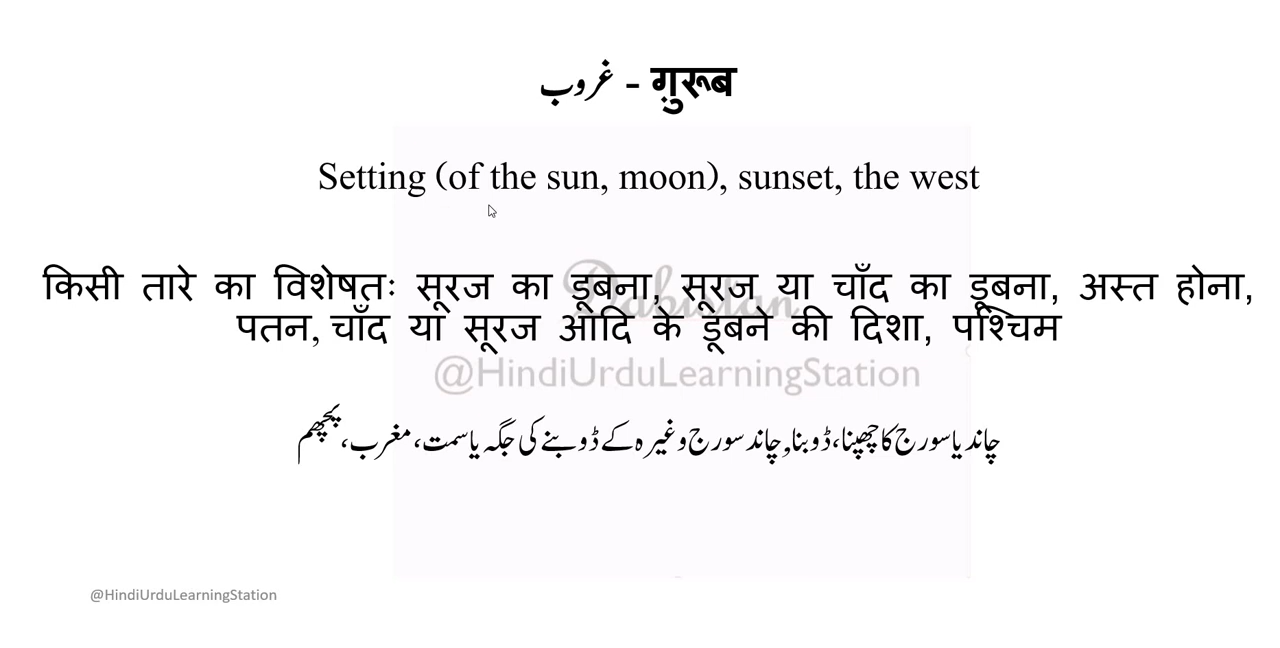 غروب - ग़ुरूब
Setting (of the sun, moon), sunset, the west
किसी तारे का विशेषतः सूरज का डूबना, सूरज या चाँद का डूबना, अस्त होना,
पतन, चाँद या सूरज आदि के डूबने की दिशा, पश्चिम
Dabistan
@HindiUrduLearningStation
چاند یا سورج کا چھپنا، ڈوبنا, چاند سورج وغیرہ کے ڈوبنے کی جگہ یا سمت، مغرب، پچھم
@HindiUrduLearningStation